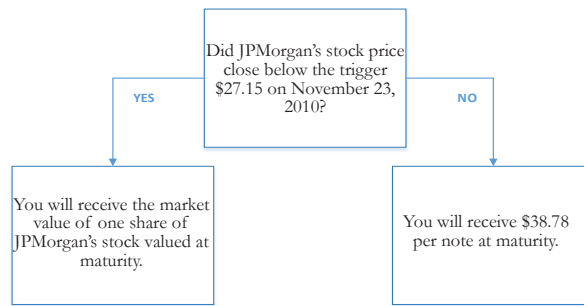 Did JPMorgan's stock price
close below the trigger
$27.15 on November 23,
2010?
YES
NO
You will receive the market
value of one share of
JPMorgan's stock valued at
maturity.
You will receive $38.78
per note at maturity.